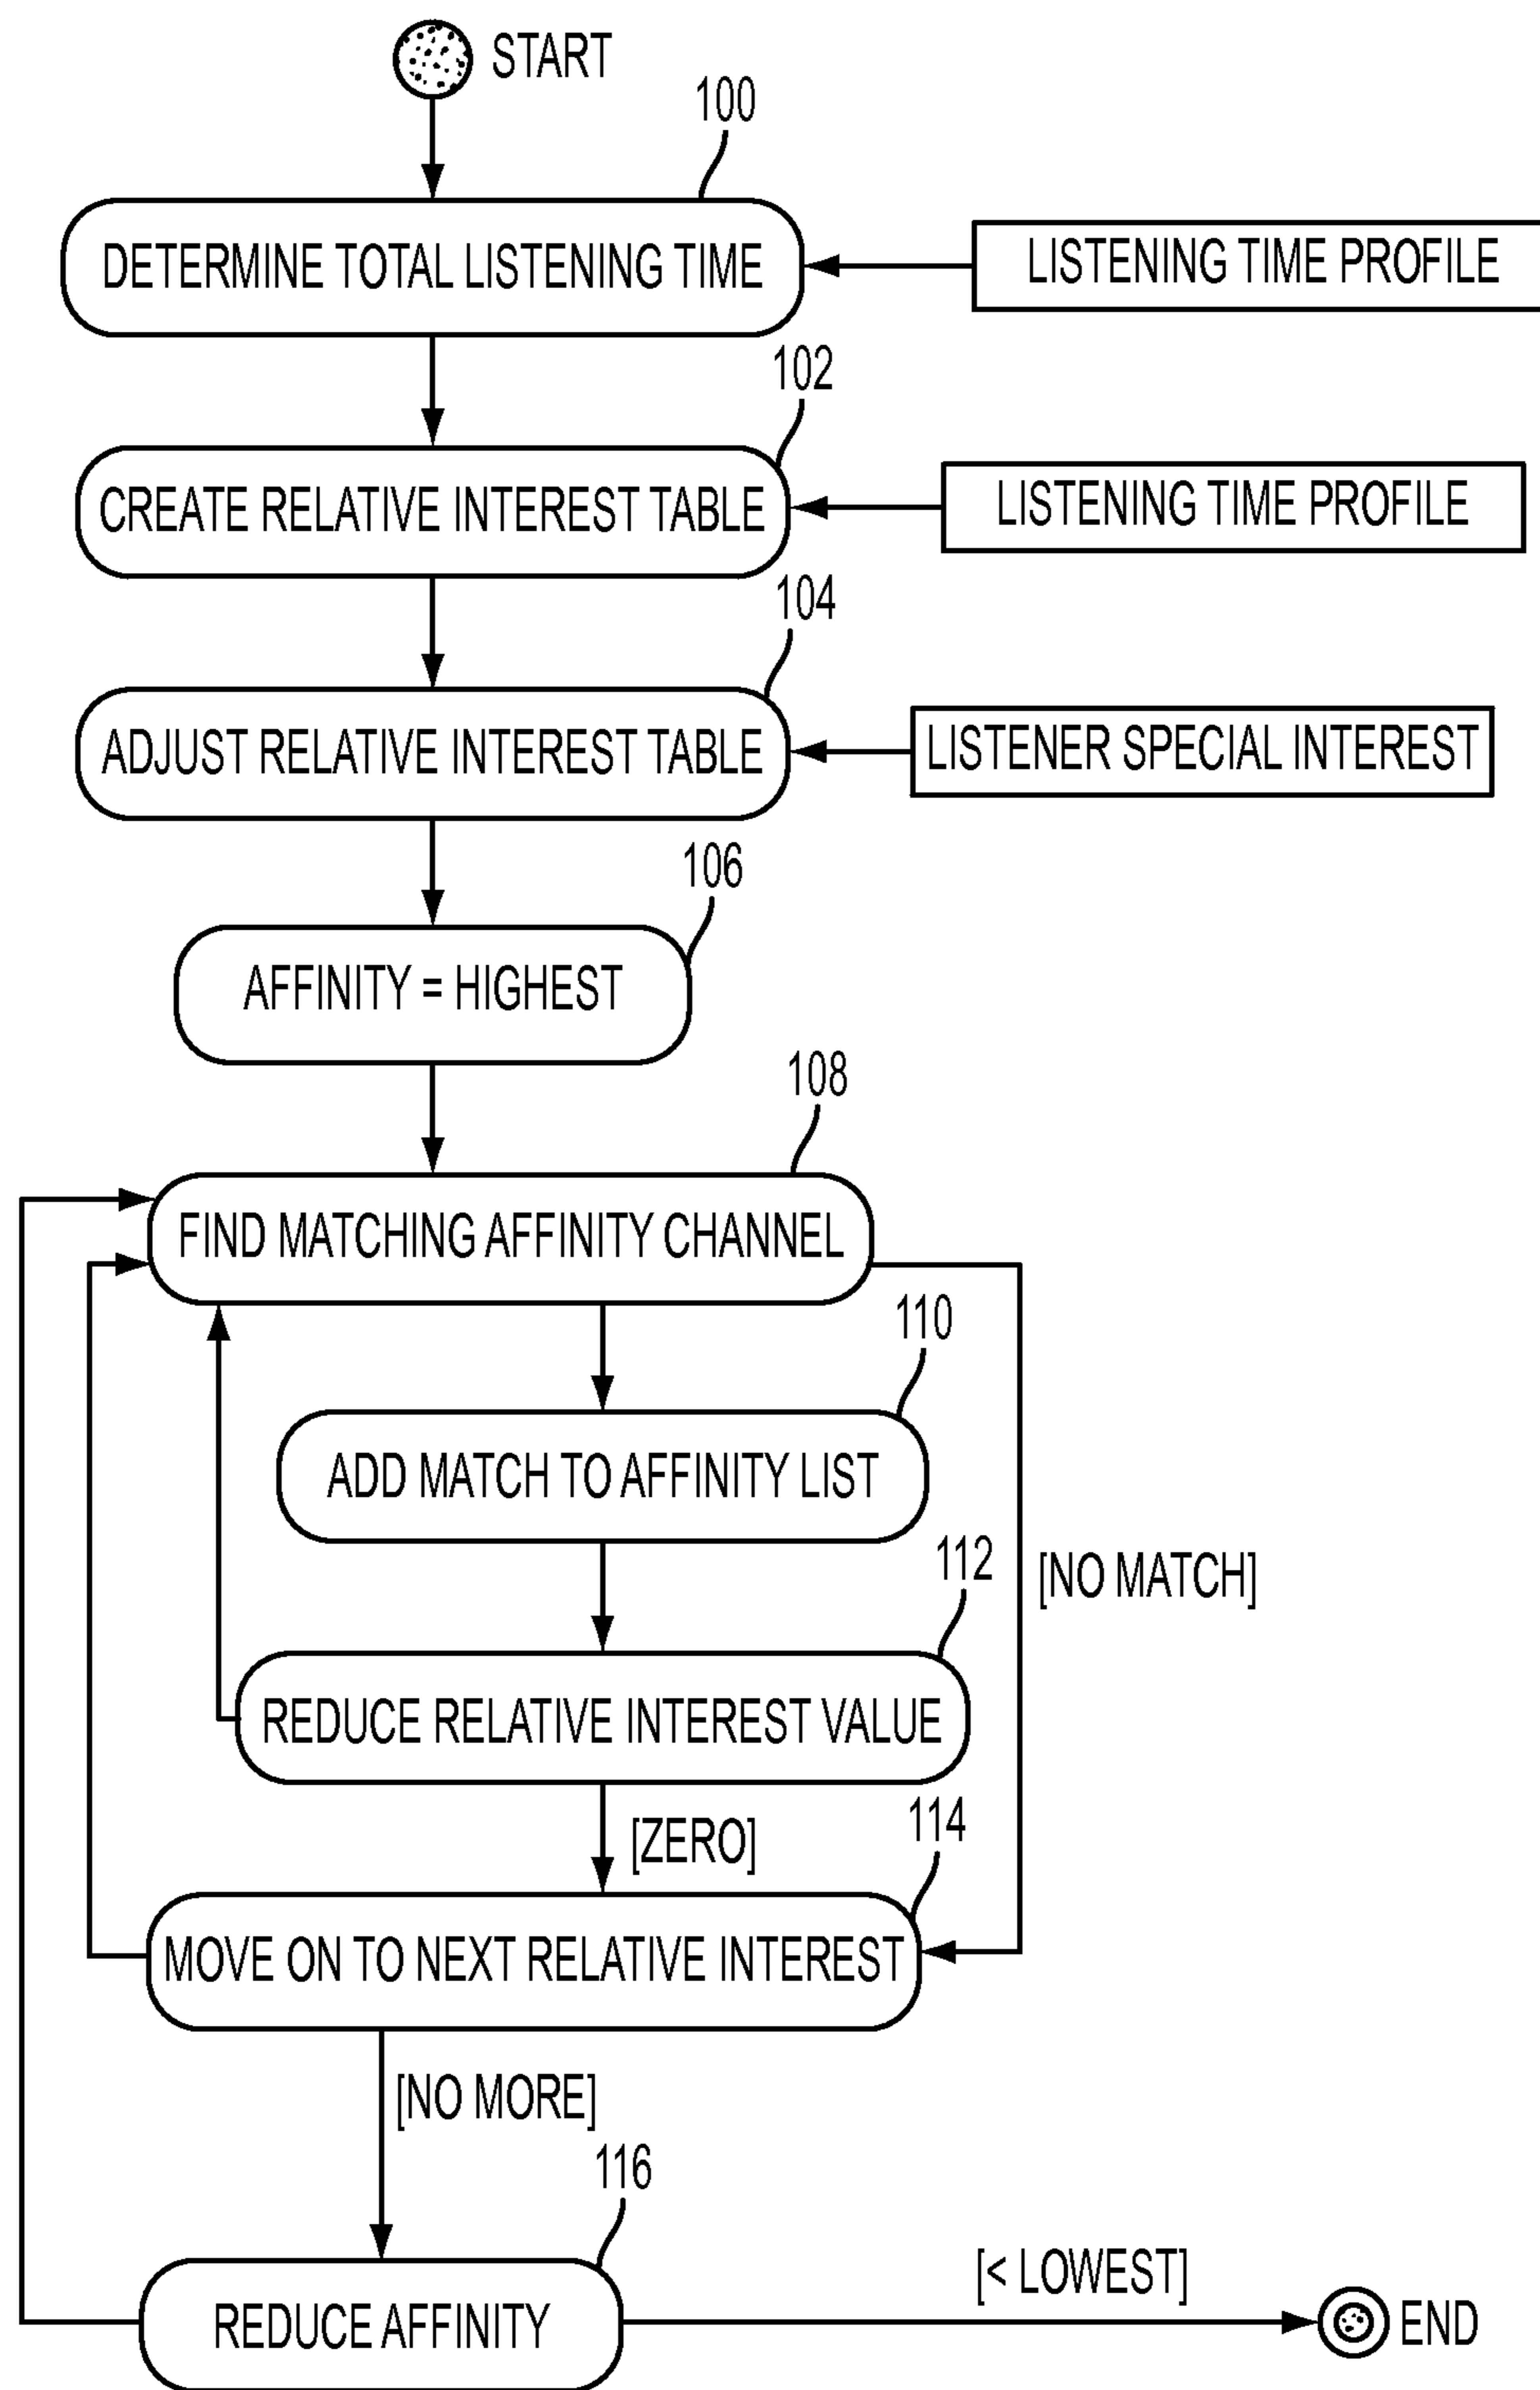 START
100
DETERMINE TOTAL LISTENING TIME
LISTENING TIME PROFILE
102
CREATE RELATIVE INTEREST TABLE
LISTENING TIME PROFILE
104
ADJUST RELATIVE INTEREST TABLE
LISTENER SPECIAL INTEREST
106
AFFINITY = HIGHEST
108
FIND MATCHING AFFINITY CHANNEL
110
ADD MATCH TO AFFINITY LIST
112
[NO MATCH]
REDUCE RELATIVE INTEREST VALUE
114
[ZERO]
MOVE ON TO NEXT RELATIVE INTEREST
[NO MORE]
116
[< LOWEST]
REDUCE AFFINITY
END